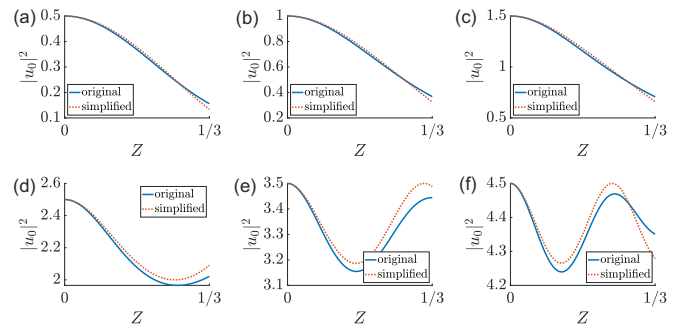 (a)
0.5
0.4
0.3
0.2
0.1
|u₀|²
original
simplified
0
1/3
Z
(b)
1
0.8
0.6
0.4
0.2
|u₀|²
original
simplified
0
1/3
Z
(c)
1.5
1
0.5
|u₀|²
original
simplified
0
1/3
Z
(d)
2.6
2.4
2.2
2
|u₀|²
original
simplified
0
1/3
Z
(e)
3.5
3.4
3.3
3.2
3.1
|u₀|²
original
simplified
0
1/3
Z
(f)
4.5
4.4
4.3
4.2
|u₀|²
original
simplified
0
1/3
Z